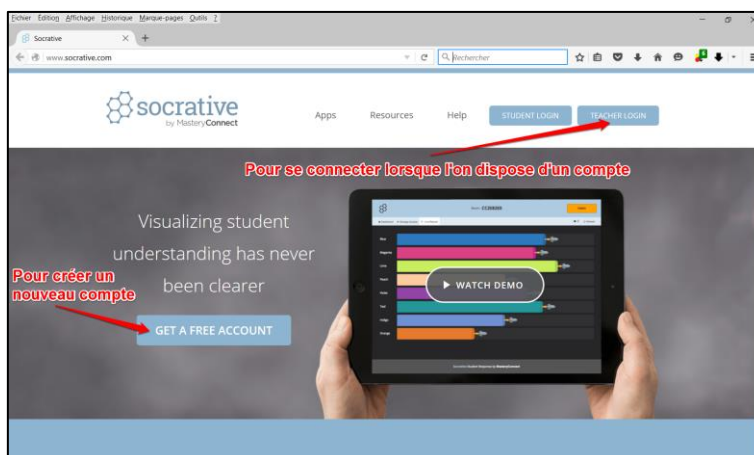 Fichier Édition Affichage Historique Marque-pages Outils ?
Socrative
www.socrative.com
Rechercher
socrative
by MasteryConnect
Apps Resources Help STUDENT LOGIN TEACHER LOGIN
Pour se connecter lorsque l'on dispose d'un compte
Visualizing student
understanding has never
been clearer
Pour créer un
nouveau compte
GET A FREE ACCOUNT
WATCH DEMO